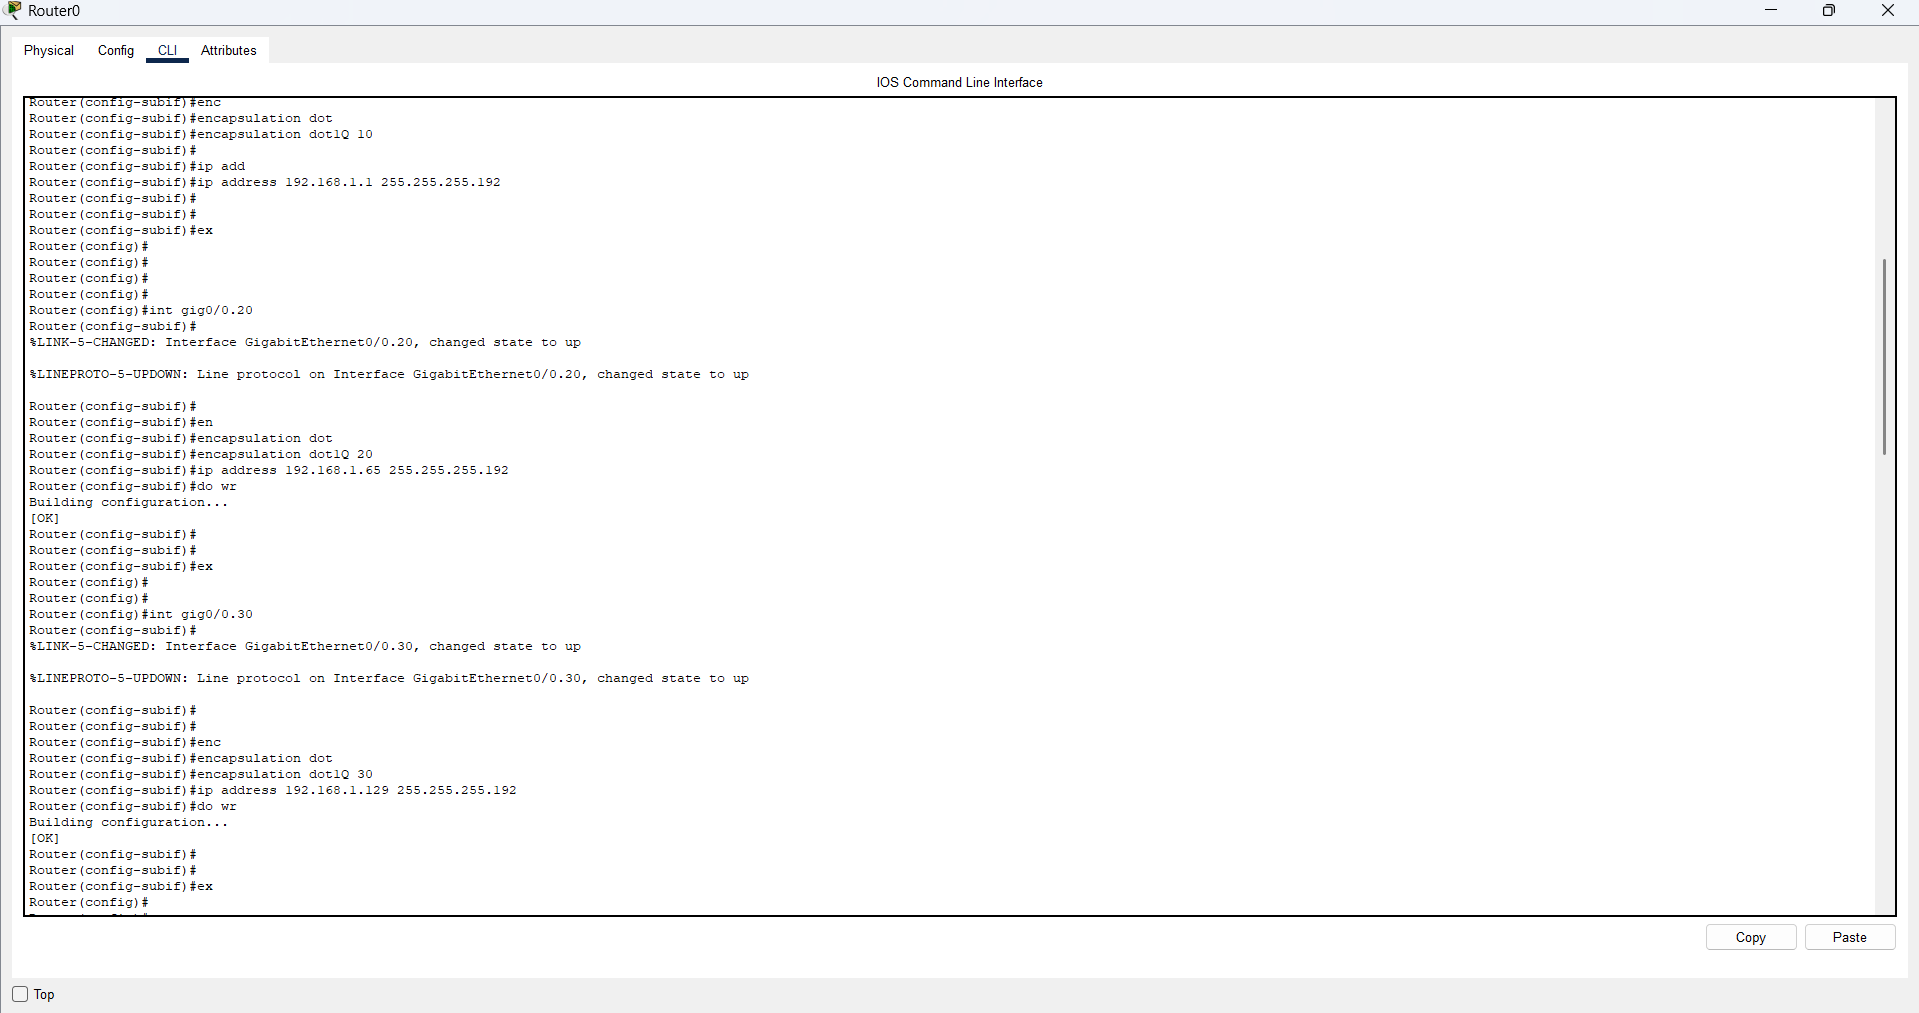 Router0
Physical Config CLI Attributes
IOS Command Line Interface
Router(config-subif)#enc
Router(config-subif)#encapsulation dot
Router(config-subif)#encapsulation dot1Q 10
Router(config-subif)#
Router(config-subif)#ip add
Router(config-subif)#ip address 192.168.1.1 255.255.255.192
Router(config-subif)#
Router(config-subif)#
Router(config-subif)#ex
Router(config)#
Router(config)#
Router(config)#
Router(config)#
Router(config)#int gig0/0.20
Router(config-subif)#
%LINK-5-CHANGED: Interface GigabitEthernet0/0.20, changed state to up
%LINEPROTO-5-UPDOWN: Line protocol on Interface GigabitEthernet0/0.20, changed state to up
Router(config-subif)#
Router(config-subif)#en
Router(config-subif)#encapsulation dot
Router(config-subif)#encapsulation dot1Q 20
Router(config-subif)#ip address 192.168.1.65 255.255.255.192
Router(config-subif)#do wr
Building configuration...
[OK]
Router(config-subif)#
Router(config-subif)#
Router(config-subif)#ex
Router(config)#
Router(config)#
Router(config)#int gig0/0.30
Router(config-subif)#
%LINK-5-CHANGED: Interface GigabitEthernet0/0.30, changed state to up
%LINEPROTO-5-UPDOWN: Line protocol on Interface GigabitEthernet0/0.30, changed state to up
Router(config-subif)#
Router(config-subif)#
Router(config-subif)#enc
Router(config-subif)#encapsulation dot
Router(config-subif)#encapsulation dot1Q 30
Router(config-subif)#ip address 192.168.1.129 255.255.255.192
Router(config-subif)#do wr
Building configuration...
[OK]
Router(config-subif)#
Router(config-subif)#
Router(config-subif)#ex
Router(config)#
Copy Paste
Top